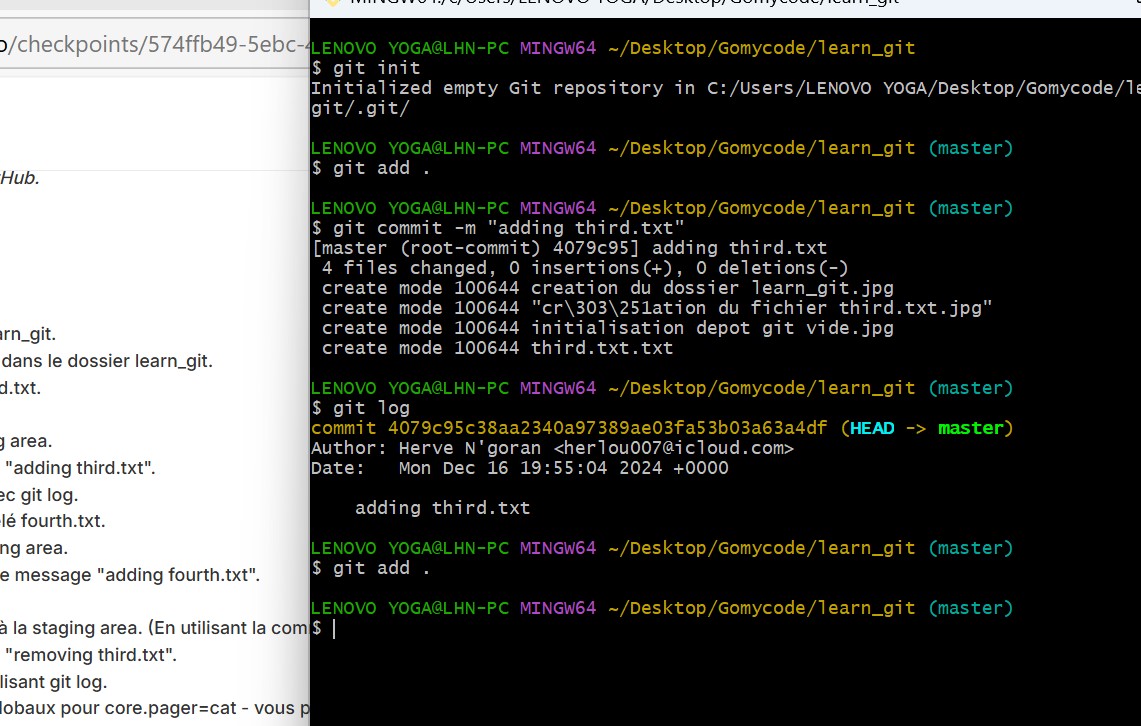 MINGW64:/c/Users/LENOVO YOGA/Desktop/Gomycode/learn_git
o/checkpoints/574ffb49-5ebc-4
Hub.
arn_git.
dans le dossier learn_git.
d.txt.
g area.
"adding third.txt".
ec git log.
elé fourth.txt.
ng area.
e message "adding fourth.txt".
à la staging area. (En utilisant la com
"removing third.txt".
lisant git log.
lobaux pour core.pager=cat - vous p
LENOVO YOGA@LHN-PC MINGW64 ~/Desktop/Gomycode/learn_git
$ git init
Initialized empty Git repository in C:/Users/LENOVO YOGA/Desktop/Gomycode/le
git/.git/
LENOVO YOGA@LHN-PC MINGW64 ~/Desktop/Gomycode/learn_git (master)
$ git add .
LENOVO YOGA@LHN-PC MINGW64 ~/Desktop/Gomycode/learn_git (master)
$ git commit -m "adding third.txt"
[master (root-commit) 4079c95] adding third.txt
4 files changed, 0 insertions(+), 0 deletions(-)
create mode 100644 creation du dossier learn_git.jpg
create mode 100644 "cr\303\251ation du fichier third.txt.jpg"
create mode 100644 initialisation depot git vide.jpg
create mode 100644 third.txt.txt
LENOVO YOGA@LHN-PC MINGW64 ~/Desktop/Gomycode/learn_git (master)
$ git log
commit 4079c95c38aa2340a97389ae03fa53b03a63a4df (HEAD -> master)
Author: Herve N'goran <herlou007@icloud.com>
Date:   Mon Dec 16 19:55:04 2024 +0000
adding third.txt
LENOVO YOGA@LHN-PC MINGW64 ~/Desktop/Gomycode/learn_git (master)
$ git add .
LENOVO YOGA@LHN-PC MINGW64 ~/Desktop/Gomycode/learn_git (master)
$